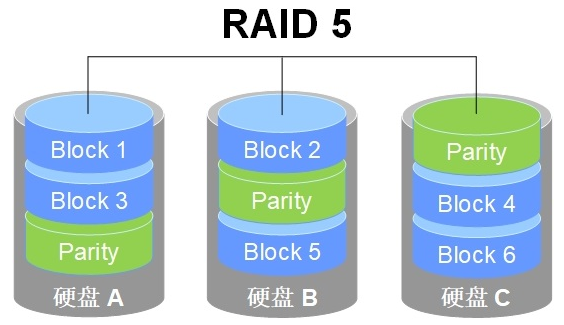 RAID 5
Block 1
Block 2
Parity
Block 3
Parity
Block 4
Parity
Block 5
Block 6
硬盘 A
硬盘 B
硬盘 C